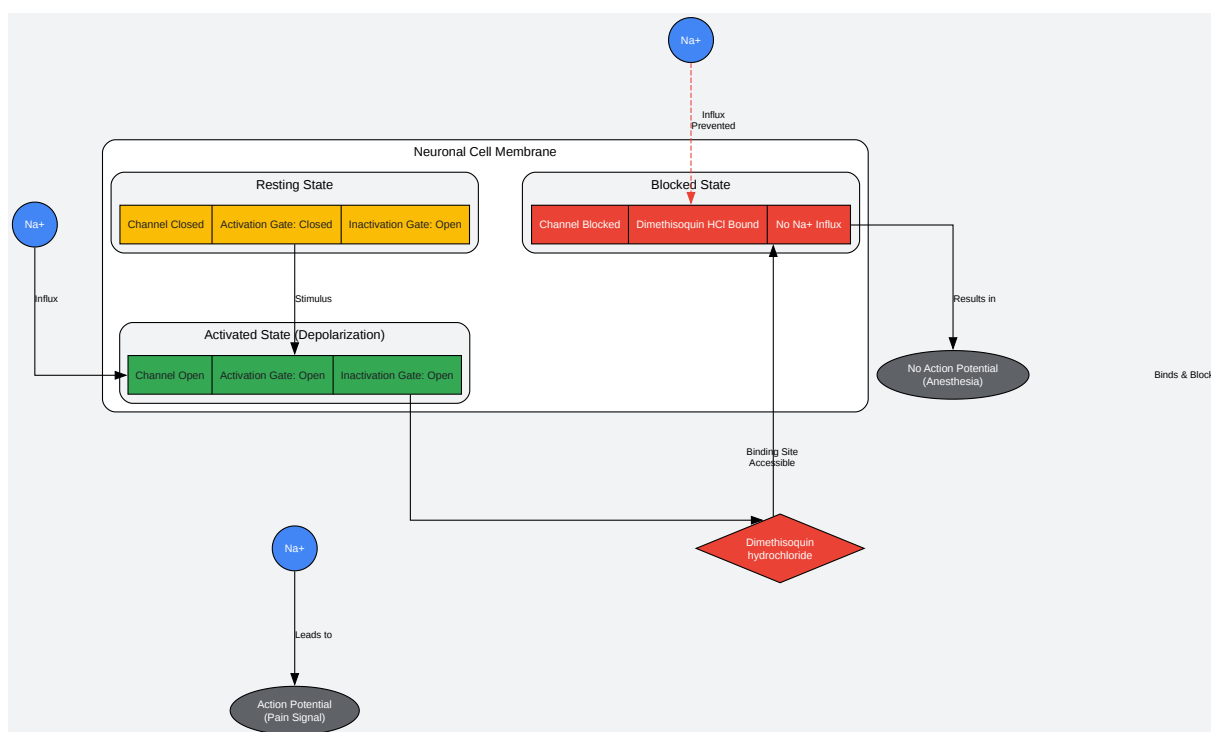 Na+
Influx
Prevented
Neuronal Cell Membrane
Resting State
Channel Closed
Activation Gate: Closed
Inactivation Gate: Open
Blocked State
Channel Blocked
Dimethisoquin HCl Bound
No Na+ Influx
Na+
Influx
Stimulus
Results in
Activated State (Depolarization)
Channel Open
Activation Gate: Open
Inactivation Gate: Open
No Action Potential
(Anesthesia)
Binds & Block
Binding Site
Accessible
Na+
Dimethisoquin
hydrochloride
Leads to
Action Potential
(Pain Signal)